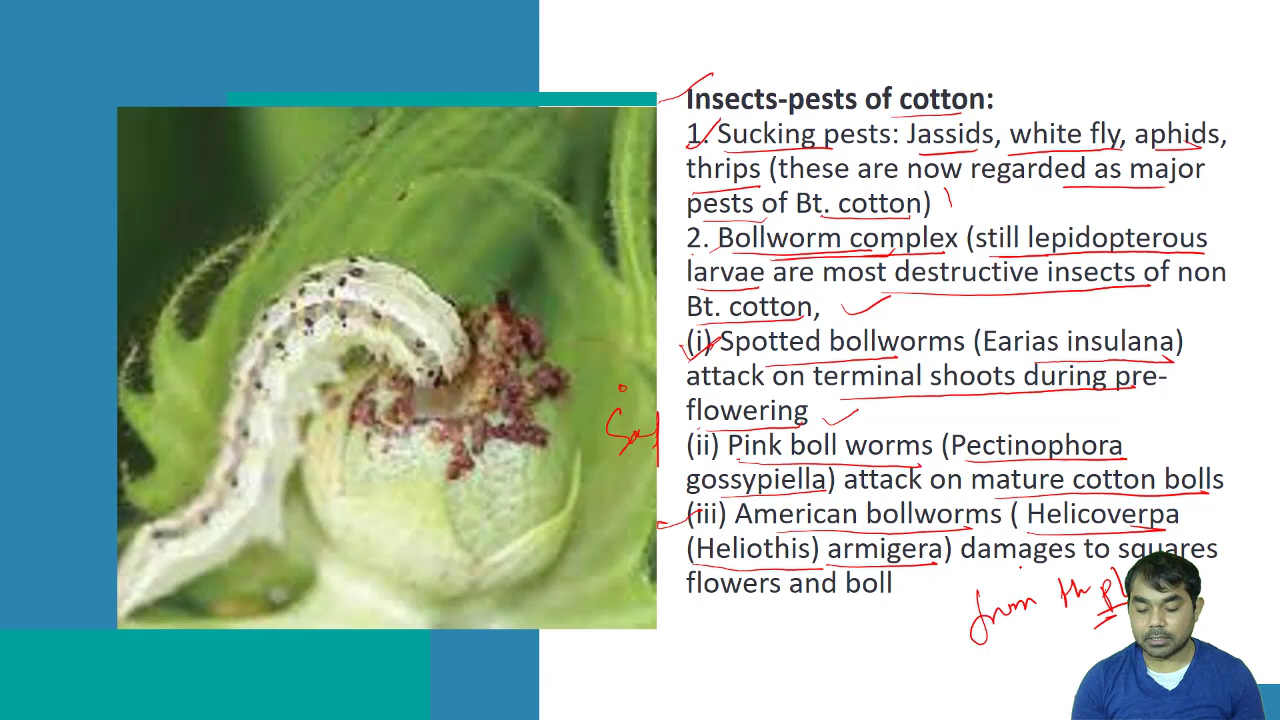 Insects-pests of cotton:
1. Sucking pests: Jassids, white fly, aphids,
thrips (these are now regarded as major
pests of Bt. cotton)
2. Bollworm complex (still lepidopterous
larvae are most destructive insects of non
Bt. cotton,
(i) Spotted bollworms (Earias insulana)
attack on terminal shoots during pre-
flowering
(ii) Pink boll worms (Pectinophora
gossypiella) attack on mature cotton bolls
(iii) American bollworms ( Helicoverpa
(Heliothis) armigera) damages to squares
flowers and boll
from th pl